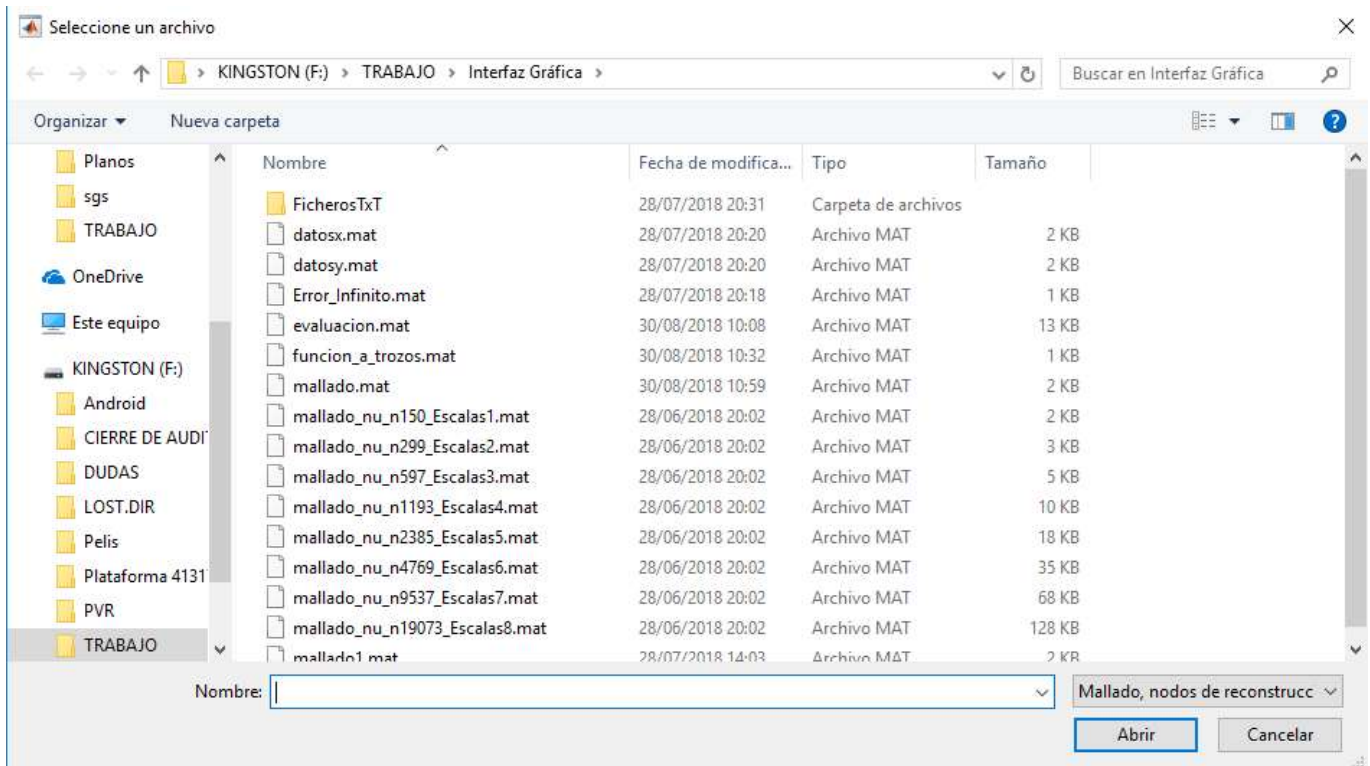 Seleccione un archivo
KINGSTON (F:) > TRABAJO > Interfaz Gráfica >
Buscar en Interfaz Gráfica
Organizar
Nueva carpeta
Planos
sgs
TRABAJO
OneDrive
Este equipo
KINGSTON (F:)
Android
CIERRE DE AUDI
DUDAS
LOST.DIR
Pelis
Plataforma 4131
PVR
TRABAJO
Nombre Fecha de modifica... Tipo Tamaño
FicherosTxT 28/07/2018 20:31 Carpeta de archivos
datosx.mat 28/07/2018 20:20 Archivo MAT 2 KB
datosy.mat 28/07/2018 20:20 Archivo MAT 2 KB
Error_Infinito.mat 28/07/2018 20:18 Archivo MAT 1 KB
evaluacion.mat 30/08/2018 10:08 Archivo MAT 13 KB
funcion_a_trozos.mat 30/08/2018 10:32 Archivo MAT 1 KB
mallado.mat 30/08/2018 10:59 Archivo MAT 2 KB
mallado_nu_n150_Escalas1.mat 28/06/2018 20:02 Archivo MAT 2 KB
mallado_nu_n299_Escalas2.mat 28/06/2018 20:02 Archivo MAT 3 KB
mallado_nu_n597_Escalas3.mat 28/06/2018 20:02 Archivo MAT 5 KB
mallado_nu_n1193_Escalas4.mat 28/06/2018 20:02 Archivo MAT 10 KB
mallado_nu_n2385_Escalas5.mat 28/06/2018 20:02 Archivo MAT 18 KB
mallado_nu_n4769_Escalas6.mat 28/06/2018 20:02 Archivo MAT 35 KB
mallado_nu_n9537_Escalas7.mat 28/06/2018 20:02 Archivo MAT 68 KB
mallado_nu_n19073_Escalas8.mat 28/06/2018 20:02 Archivo MAT 128 KB
mallado1.mat 28/07/2018 14:03 Archivo MAT 2 KB
Nombre:
Mallado, nodos de reconstrucc
Abrir
Cancelar